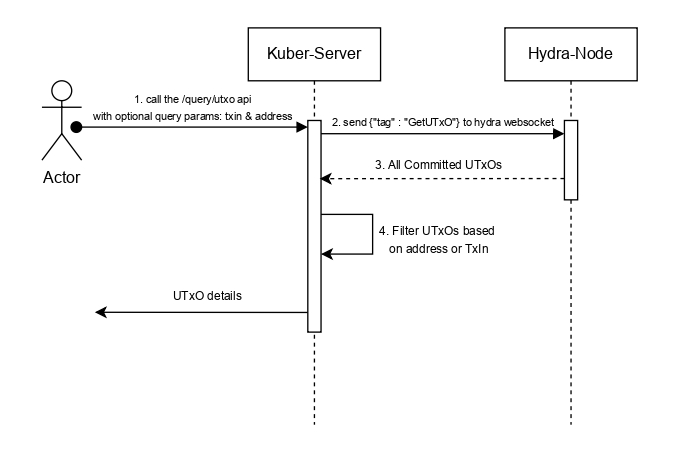 Kuber-Server
Hydra-Node
1. call the /query/utxo api
with optional query params: txin & address
2. send {"tag" : "GetUTxO"} to hydra websocket
Actor
3. All Committed UTxOs
4. Filter UTxOs based
on address or TxIn
UTxO details